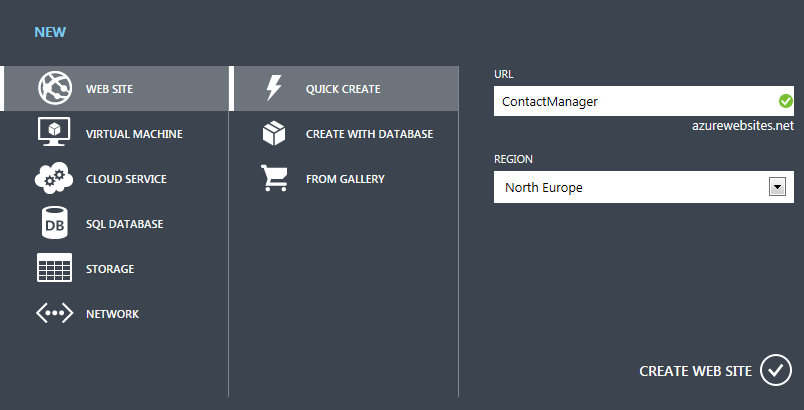 NEW
WEB SITE
VIRTUAL MACHINE
CLOUD SERVICE
DB
SQL DATABASE
STORAGE
NETWORK
QUICK CREATE
CREATE WITH DATABASE
FROM GALLERY
URL
ContactManager
azurewebsites.net
REGION
North Europe
CREATE WEB SITE